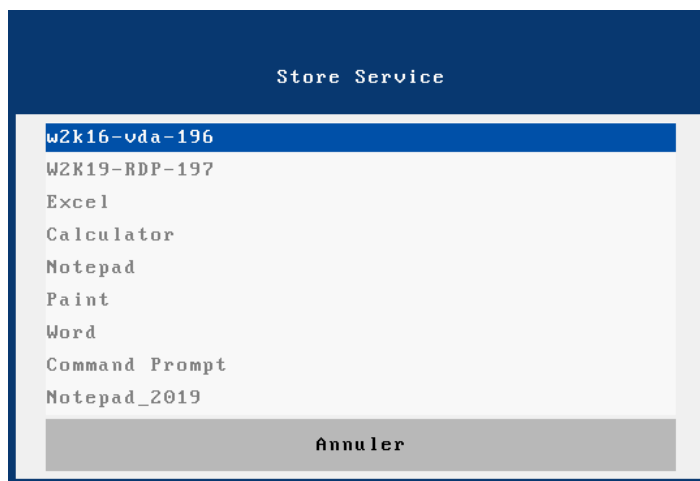 Store Service
w2k16-vda-196
W2K19-RDP-197
Excel
Calculator
Notepad
Paint
Word
Command Prompt
Notepad_2019
Annuler